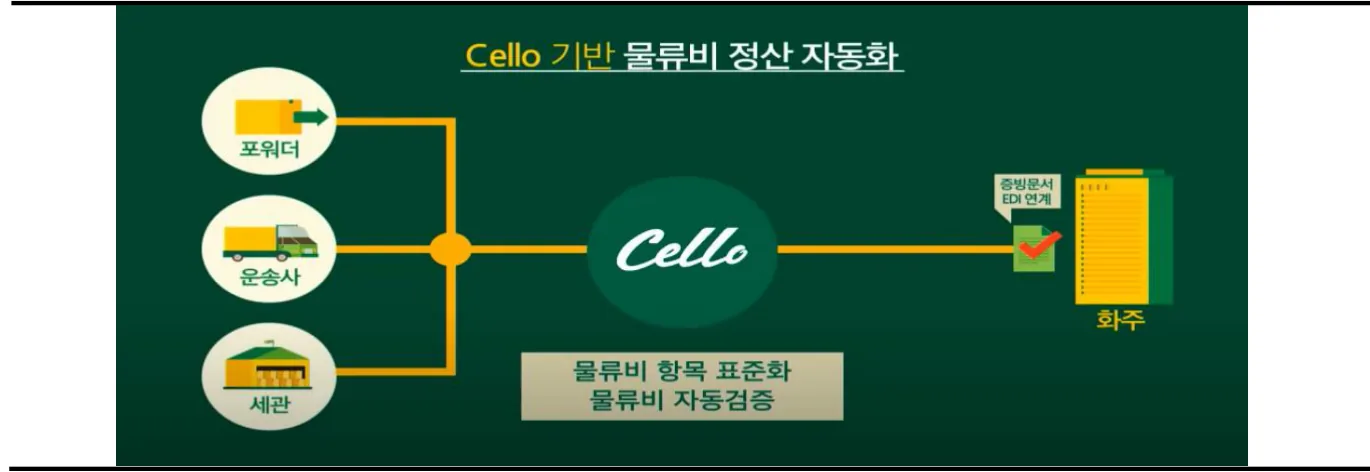 Cello 기반 물류비 정산 자동화
포워더
운송사
세관
Cello
물류비 항목 표준화
물류비 자동검증
증빙문서
EDI 연계
화주